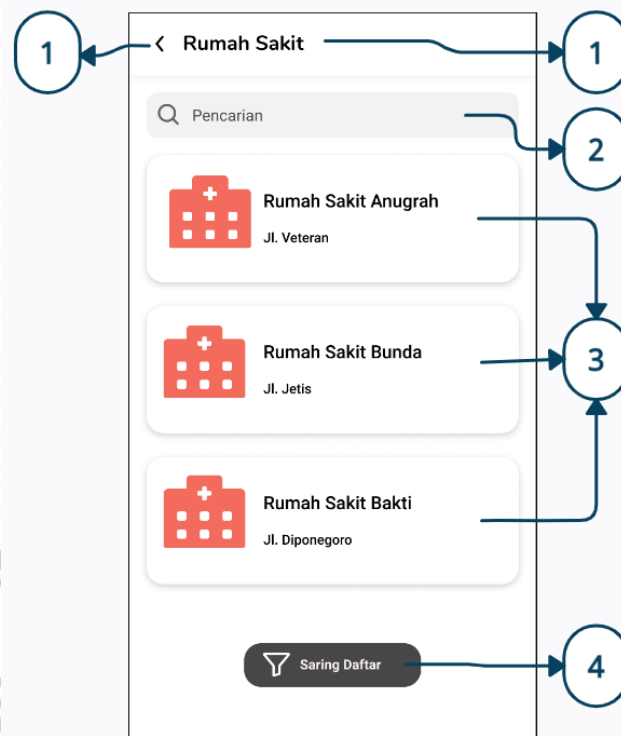 1
Rumah Sakit
1
Pencarian
2
Rumah Sakit Anugrah
Jl. Veteran
Rumah Sakit Bunda
Jl. Jetis
3
Rumah Sakit Bakti
Jl. Diponegoro
Saring Daftar
4